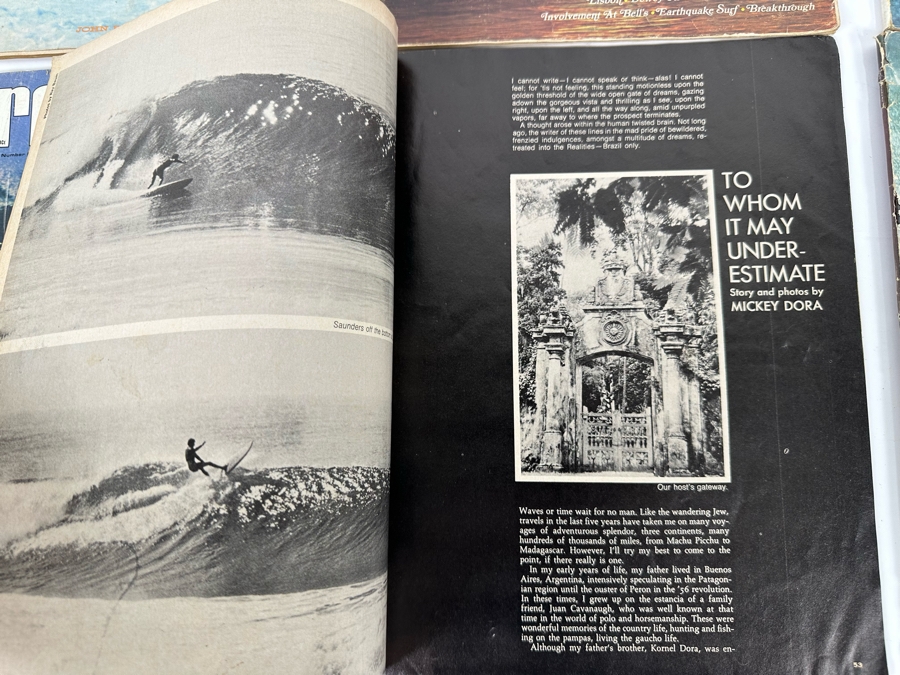 Involvement At Bell's • Earthquake Surf • Breakthrough
JOHN
Number
Saunders off the bottom
I cannot write—I cannot speak or think—alas! I cannot
feel; for 'tis not feeling, this standing motionless upon the
golden threshold of the wide open gate of dreams, gazing
adown the gorgeous vista and thrilling as I see, upon the
right, upon the left, and all the way along, amid unpurpled
vapors, far away to where the prospect terminates.
A thought arose within the human twisted brain. Not long
ago, the writer of these lines in the mad pride of bewildered,
frenzied indulgences, amongst a multitude of dreams, re-
treated into the Realities—Brazil only.
TO
WHOM
IT MAY
UNDER-
ESTIMATE
Story and photos by
MICKEY DORA
Our host's gateway.
Waves or time wait for no man. Like the wandering Jew,
travels in the last five years have taken me on many voy-
ages of adventurous splendor, three continents, many
hundreds of thousands of miles, from Machu Picchu to
Madagascar. However, I'll try my best to come to the
point, if there really is one.
In my early years of life, my father lived in Buenos
Aires, Argentina, intensively speculating in the Patagon-
ian region until the ouster of Peron in the '56 revolution.
In these times, I grew up on the estancia of a family
friend, Juan Cavanaugh, who was well known at that
time in the world of polo and horsemanship. These were
wonderful memories of the country life, hunting and fish-
ing on the pampas, living the gaucho life.
Although my father's brother, Kornel Dora, was en-
53